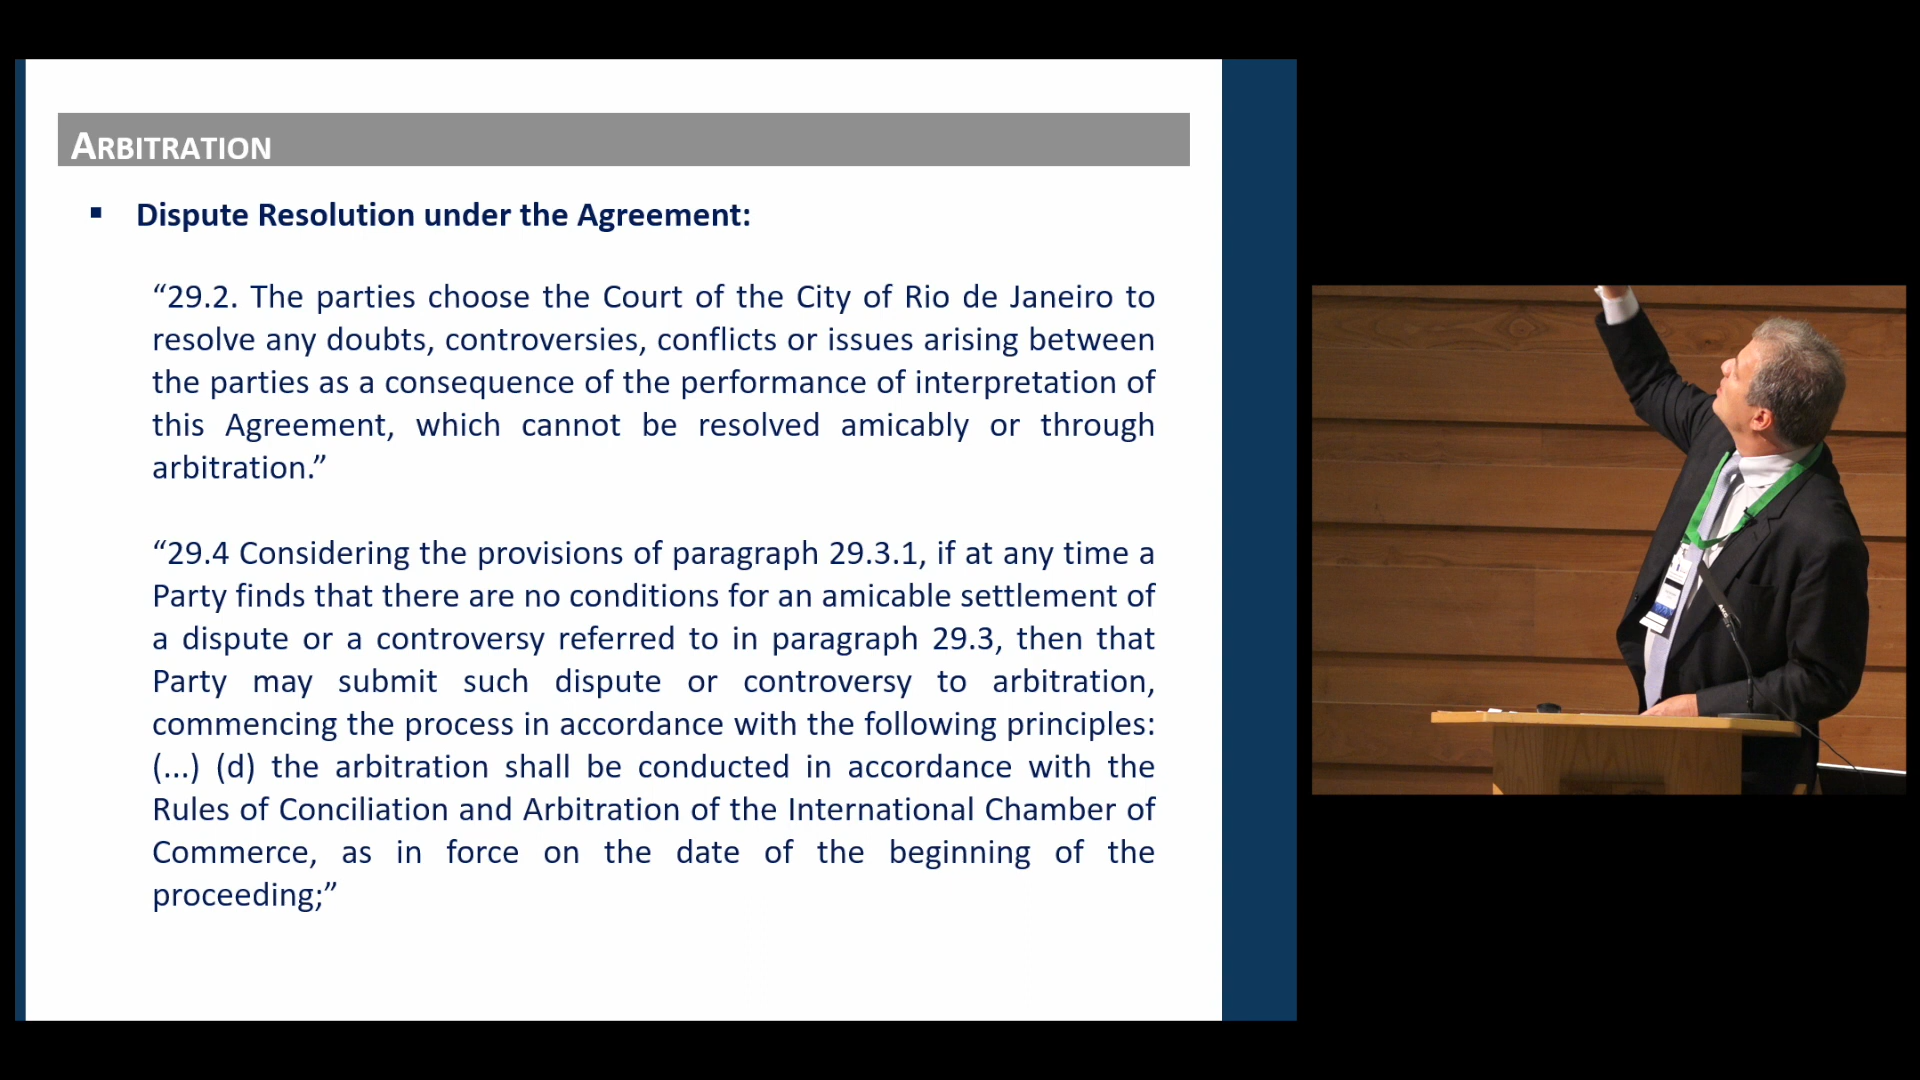 ARBITRATION
▪ Dispute Resolution under the Agreement:
“29.2. The parties choose the Court of the City of Rio de Janeiro to
resolve any doubts, controversies, conflicts or issues arising between
the parties as a consequence of the performance of interpretation of
this Agreement, which cannot be resolved amicably or through
arbitration.”
“29.4 Considering the provisions of paragraph 29.3.1, if at any time a
Party finds that there are no conditions for an amicable settlement of
a dispute or a controversy referred to in paragraph 29.3, then that
Party may submit such dispute or controversy to arbitration,
commencing the process in accordance with the following principles:
(...) (d) the arbitration shall be conducted in accordance with the
Rules of Conciliation and Arbitration of the International Chamber of
Commerce, as in force on the date of the beginning of the
proceeding;”